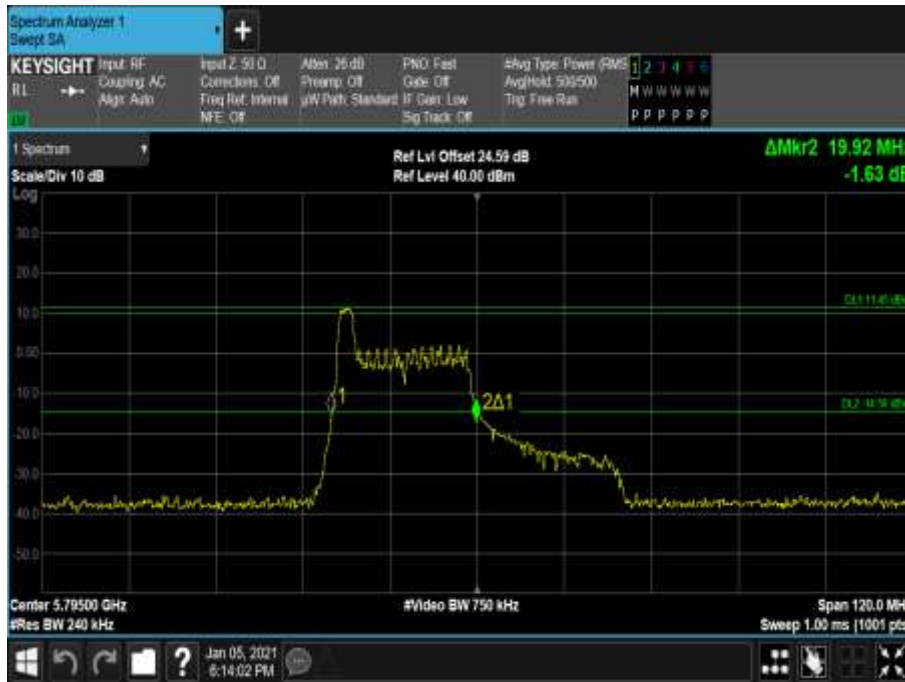 Spectrum Analyzer 1
Swept SA
+
KEYSIGHT
RL
Input: RF
Coupling: AC
Align: Auto
Input Z: 50 Ω
Corrections: Off
Freq Ref: Internal
NFE: Off
Atten: 26 dB
Preamp: Off
µW Path: Standard
PNO: Fast
Gate: Off
IF Gain: Low
Sig Track: Off
#Avg Type: Power (RMS
Avg|Hold: 500/500
Trig: Free Run
1 2 3 4 5 6
M W W W W W
P P P P P P
1 Spectrum
Scale/Div 10 dB
Log
Ref Lvl Offset 24.59 dB
Ref Level 40.00 dBm
ΔMkr2 19.92 MH
-1.63 dB
30.0
20.0
10.0
0.00
-10.0
-20.0
-30.0
-40.0
-50.0
1
2Δ1
Center 5.79500 GHz
#Res BW 240 kHz
#Video BW 750 kHz
Span 120.0 MH
Sweep 1.00 ms (1001 pts
?
Jan 05, 2021
6:14:02 PM